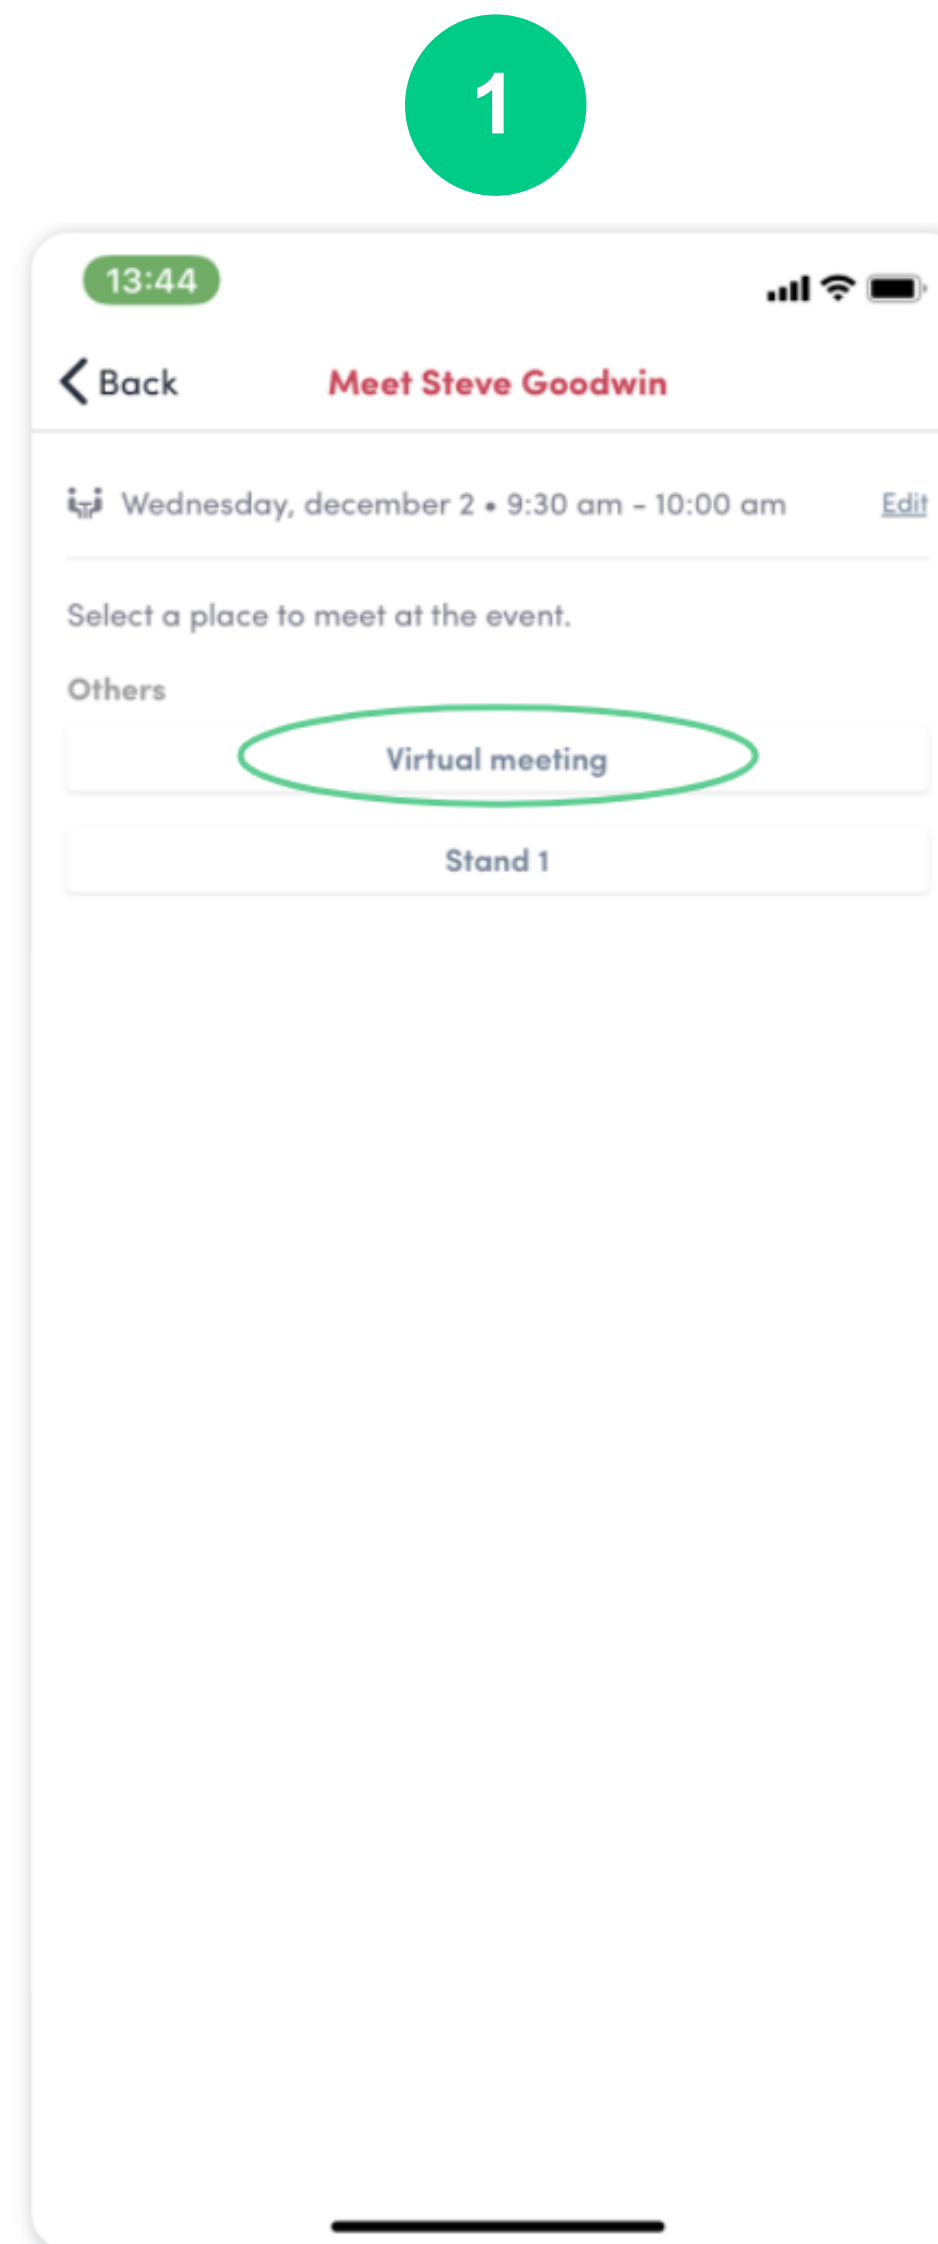 1
13:44
Back
Meet Steve Goodwin
Wednesday, december 2 • 9:30 am - 10:00 am
Edit
Select a place to meet at the event.
Others
Virtual meeting
Stand 1